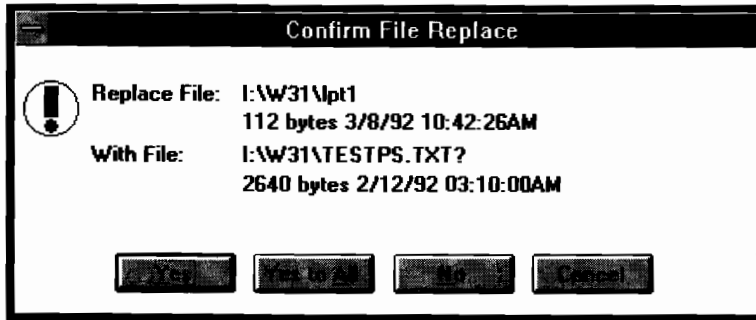 Confirm File Replace
Replace File: I:\W31\lpt1
112 bytes 3/8/92 10:42:26AM
With File: I:\W31\TESTPS.TXT?
2640 bytes 2/12/92 03:10:00AM
Yes Yes to All No Cancel